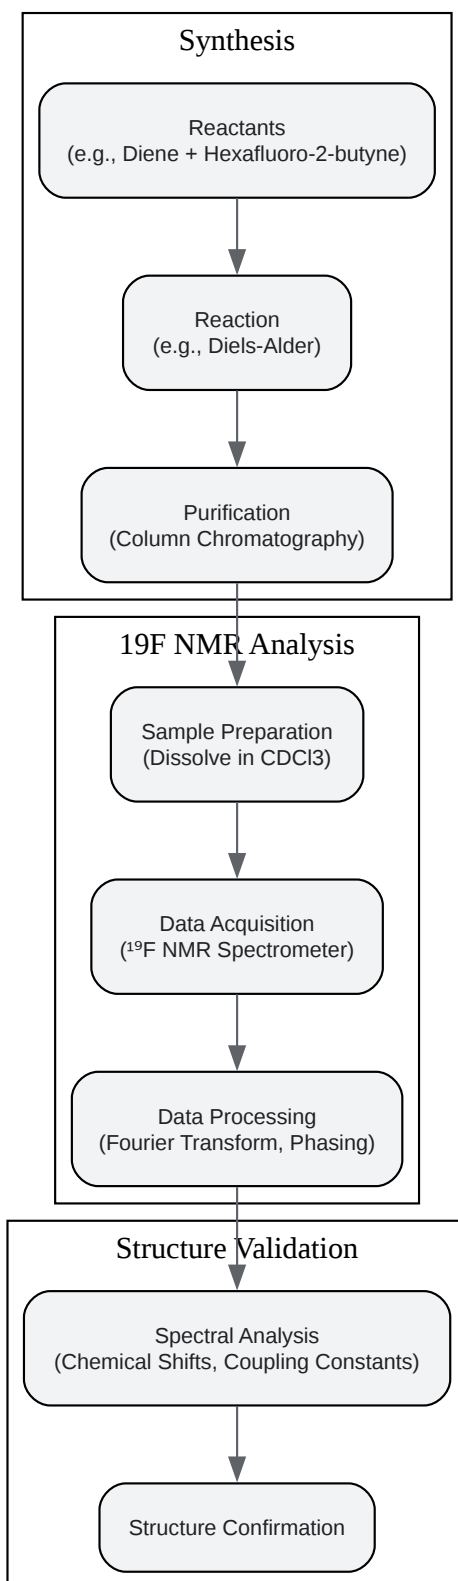 Synthesis
Reactants
(e.g., Diene + Hexafluoro-2-butyne)
Reaction
(e.g., Diels-Alder)
Purification
(Column Chromatography)
19F NMR Analysis
Sample Preparation
(Dissolve in CDCl3)
Data Acquisition
(¹⁹F NMR Spectrometer)
Data Processing
(Fourier Transform, Phasing)
Structure Validation
Spectral Analysis
(Chemical Shifts, Coupling Constants)
Structure Confirmation